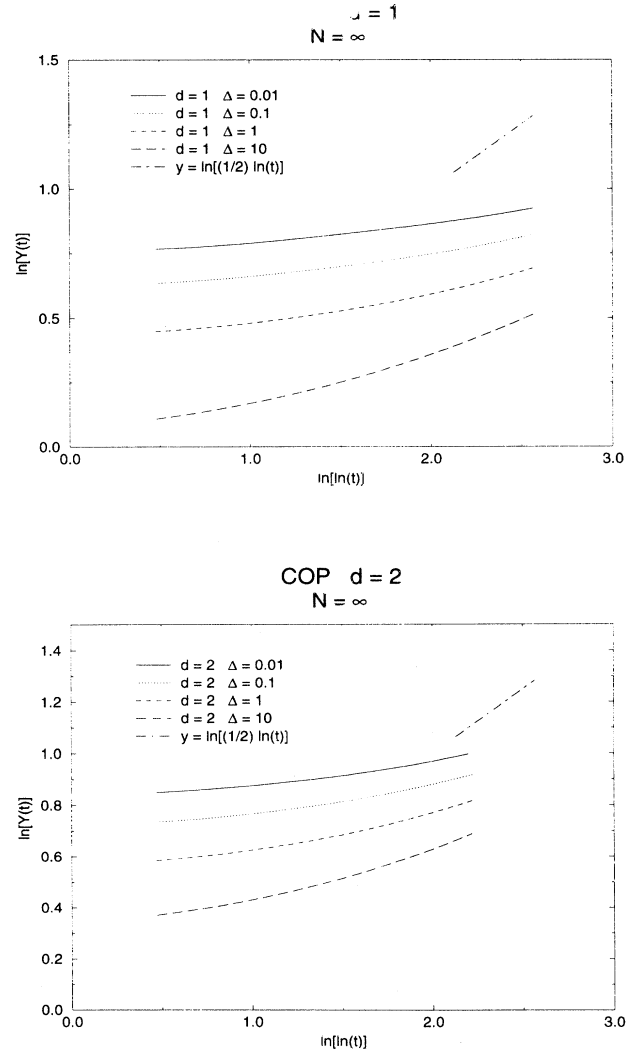 d = 1
N = ∞
1.5
1.0
0.5
0.0
ln[Y(t)]
d = 1 Δ = 0.01
d = 1 Δ = 0.1
d = 1 Δ = 1
d = 1 Δ = 10
y = ln[(1/2) ln(t)]
0.0 1.0 2.0 3.0
ln[ln(t)]
COP d = 2
N = ∞
1.4
1.2
1.0
0.8
0.6
0.4
0.2
0.0
ln[Y(t)]
d = 2 Δ = 0.01
d = 2 Δ = 0.1
d = 2 Δ = 1
d = 2 Δ = 10
y = ln[(1/2) ln(t)]
0.0 1.0 2.0 3.0
ln[ln(t)]